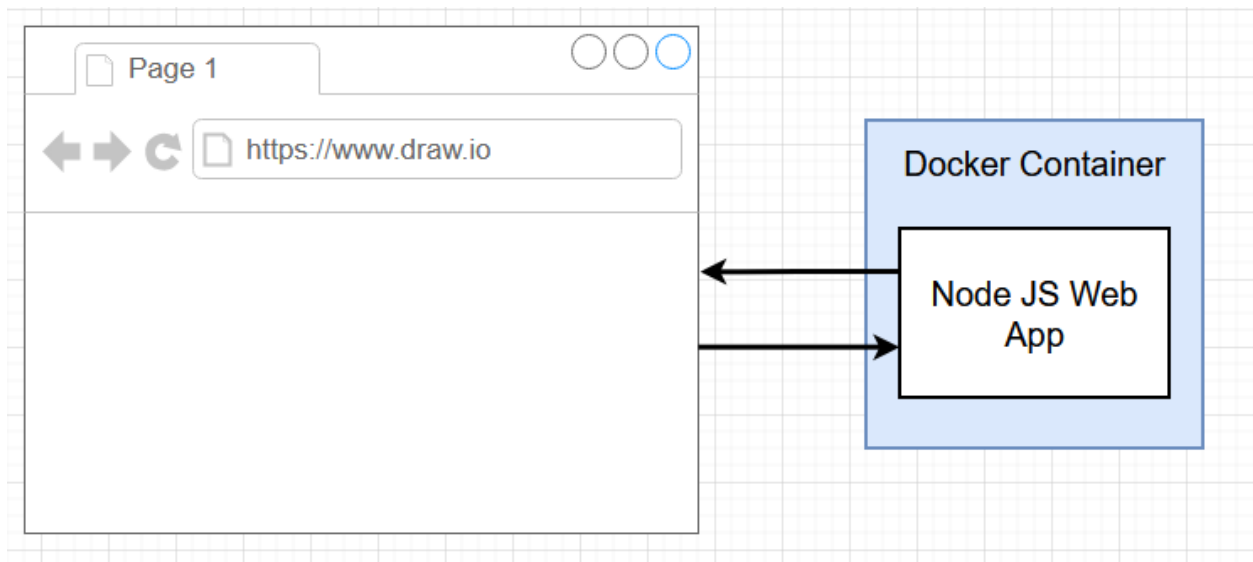 Page 1
https://www.draw.io
Docker Container
Node JS Web
App